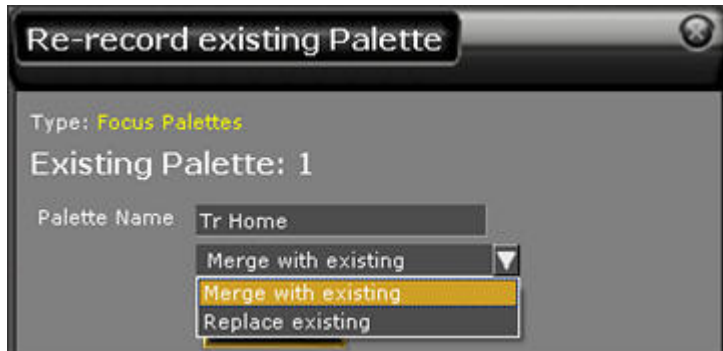 Re-record existing Palette
Type: Focus Palettes
Existing Palette: 1
Palette Name Tr Home
Merge with existing
Merge with existing
Replace existing